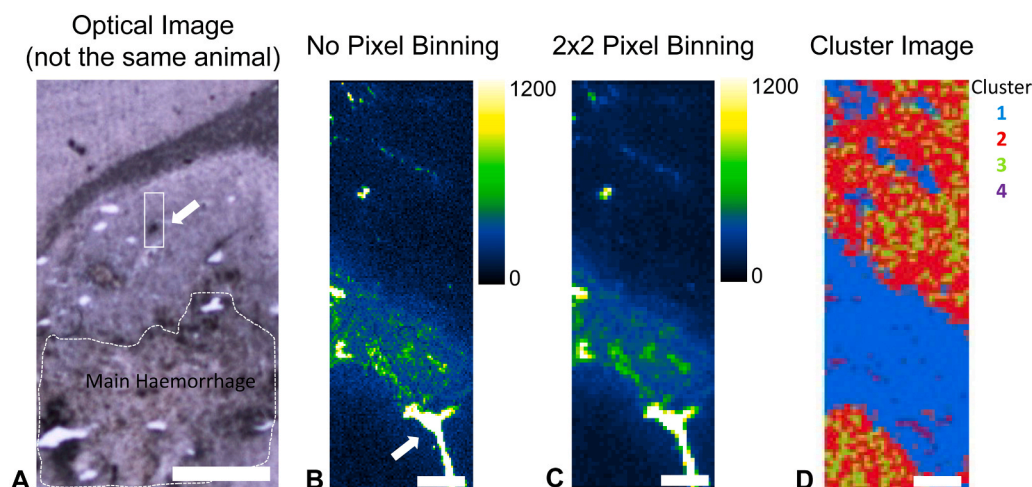 Optical Image
(not the same animal)
No Pixel Binning
2x2 Pixel Binning
Cluster Image
1200
0
1200
0
Cluster
1
2
3
4
Main Haemorrhage
A
B
C
D